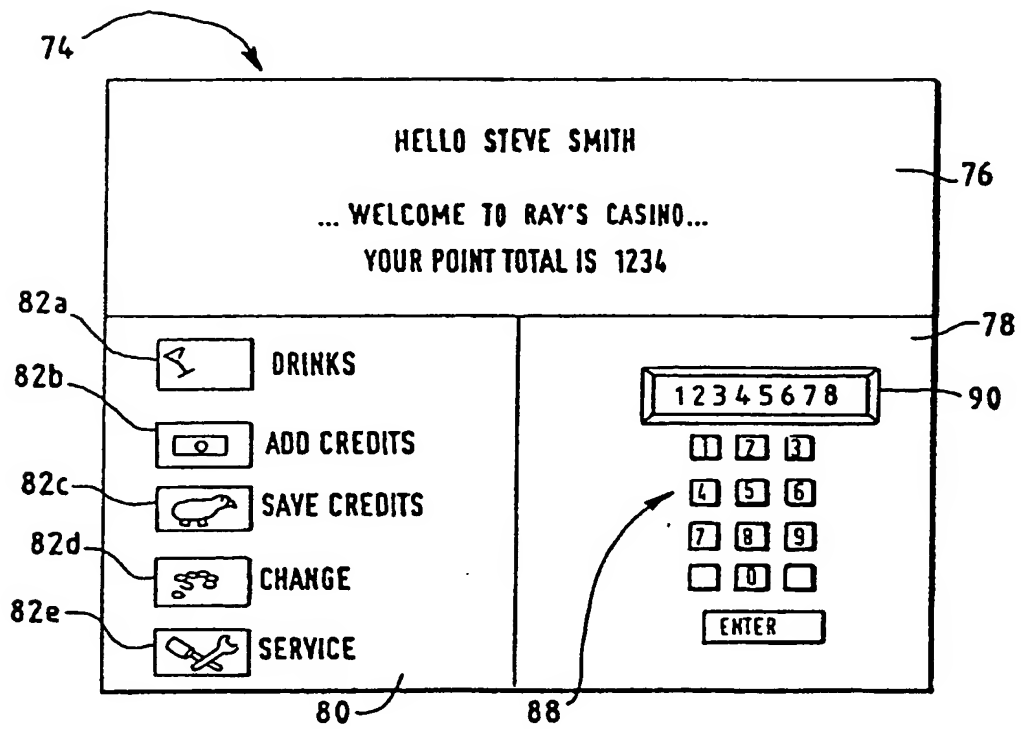 74
HELLO STEVE SMITH
76
... WELCOME TO RAY'S CASINO...
YOUR POINT TOTAL IS 1234
82a
78
DRINKS
82b
12345678
90
ADD CREDITS
1 2 3
82c
SAVE CREDITS
4 5 6
82d
7 8 9
CHANGE
0
82e
ENTER
SERVICE
80
88